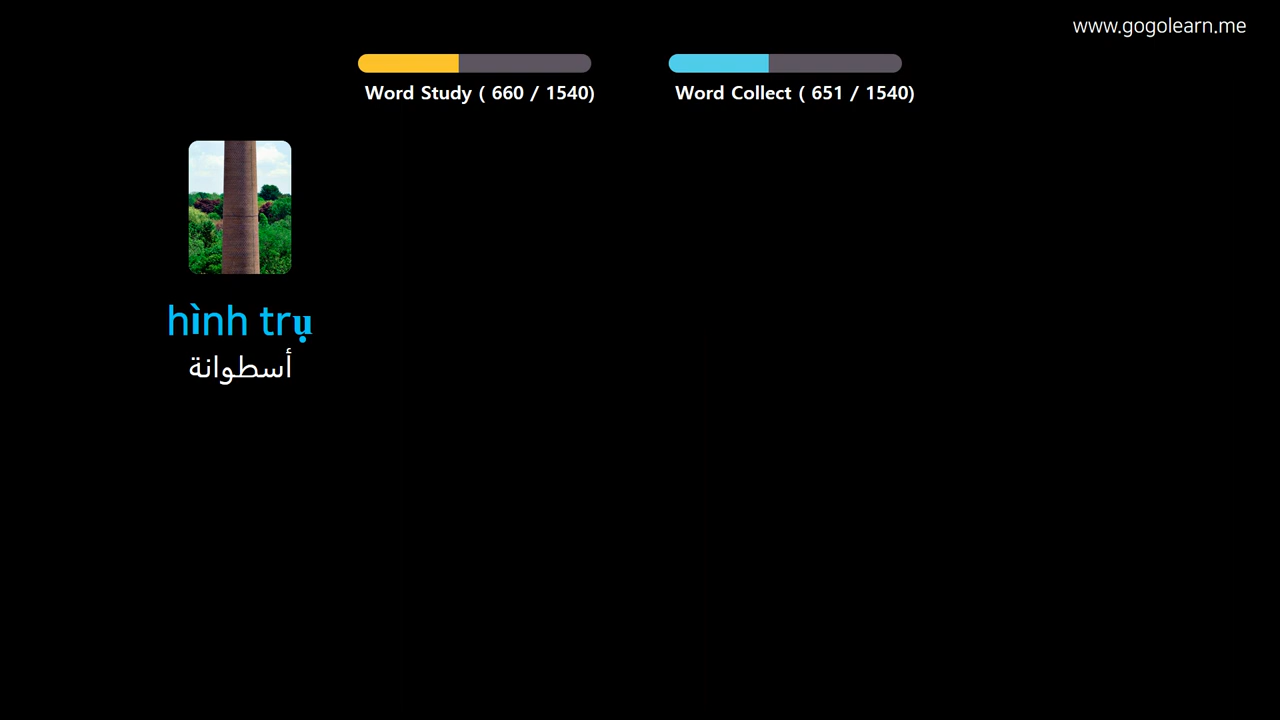 www.gogolearn.me
Word Study ( 660 / 1540)
Word Collect ( 651 / 1540)
hình trụ
أسطوانة